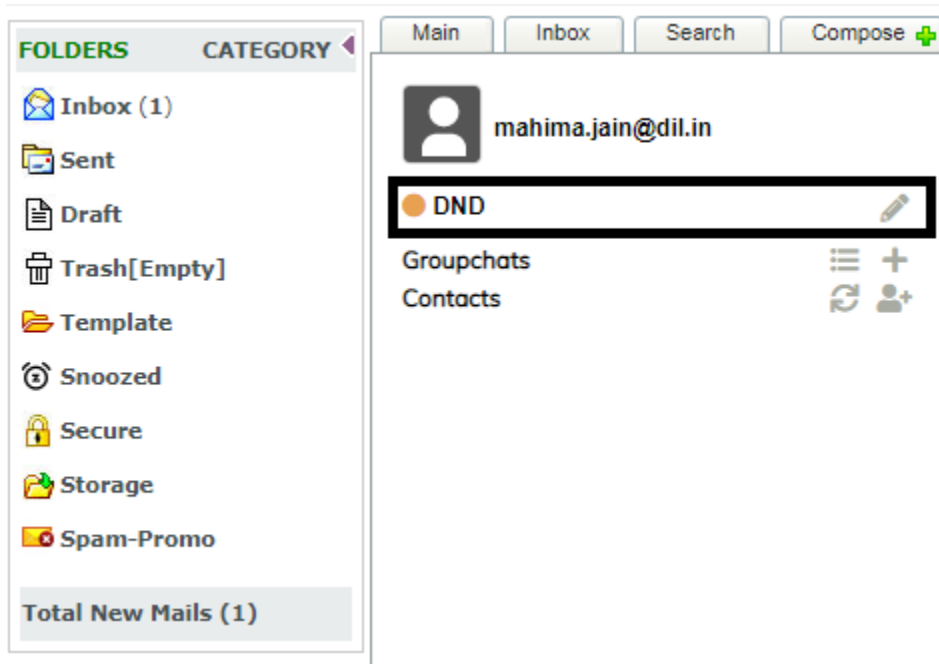 FOLDERS CATEGORY
Inbox (1)
Sent
Draft
Trash[Empty]
Template
Snoozed
Secure
Storage
Spam-Promo
Total New Mails (1)
Main Inbox Search Compose
mahima.jain@dil.in
DND
Groupchats
Contacts